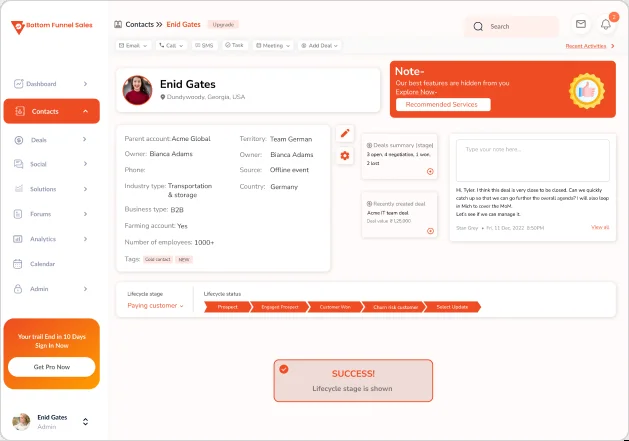 Bottom Funnel Sales
Contacts
Enid Gates
Upgrade
Search
2
Email
Call
SMS
Task
Meeting
Add Deal
Recent Activities
Dashboard
Contacts
Deals
Social
Solutions
Forums
Analytics
Calendar
Admin
Your trail End in 10 Days
Sign In Now
Get Pro Now
Enid Gates
Admin
Enid Gates
Dundywoody, Georgia, USA
Note-
Our best features are hidden from you
Explore Now-
Recommended Services
Parent account: Acme Global
Owner: Bianca Adams
Phone:
Industry type: Transportation
& storage
Business type: B2B
Farming account: Yes
Number of employees: 1000+
Tags: Cold contact
Territory: Team German
Owner: Bianca Adams
Source: Offline event
Country: Germany
Deals summary (stage)
3 open, 4 negotiation, 1 won,
2 lost
Recently created deal
Acme IT team deal
Type your note here...
Hi, Tyler. I think this deal is very close to be closed. Can we quickly
catch up so that we can go further the overall agenda? I will also loop
in Mich to cover the MoM.
Let's see if we can manage it.
Slow Grey • Fri, 11 Dec, 2022 8:50PM
View all
Lifecycle stage
Paying customer
Lifecycle status
Prospect
Engaged Prospect
Customer Won
Churn risk customer
Select Update
SUCCESS!
Lifecycle stage is shown